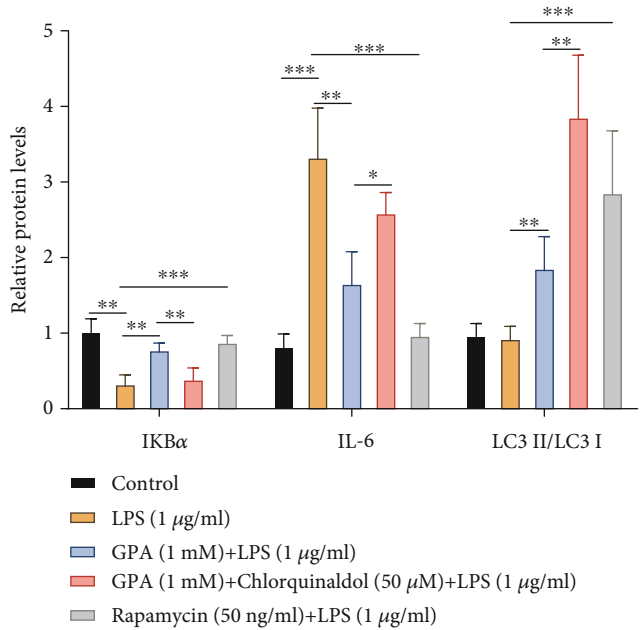 Relative protein levels
5
4
3
2
1
0
***
**
**
**
***
***
**
*
***
**
**
IKBα
IL-6
LC3 II/LC3 I
Control
LPS (1 μg/ml)
GPA (1 mM)+LPS (1 μg/ml)
GPA (1 mM)+Chlorquinaldol (50 μM)+LPS (1 μg/ml)
Rapamycin (50 ng/ml)+LPS (1 μg/ml)